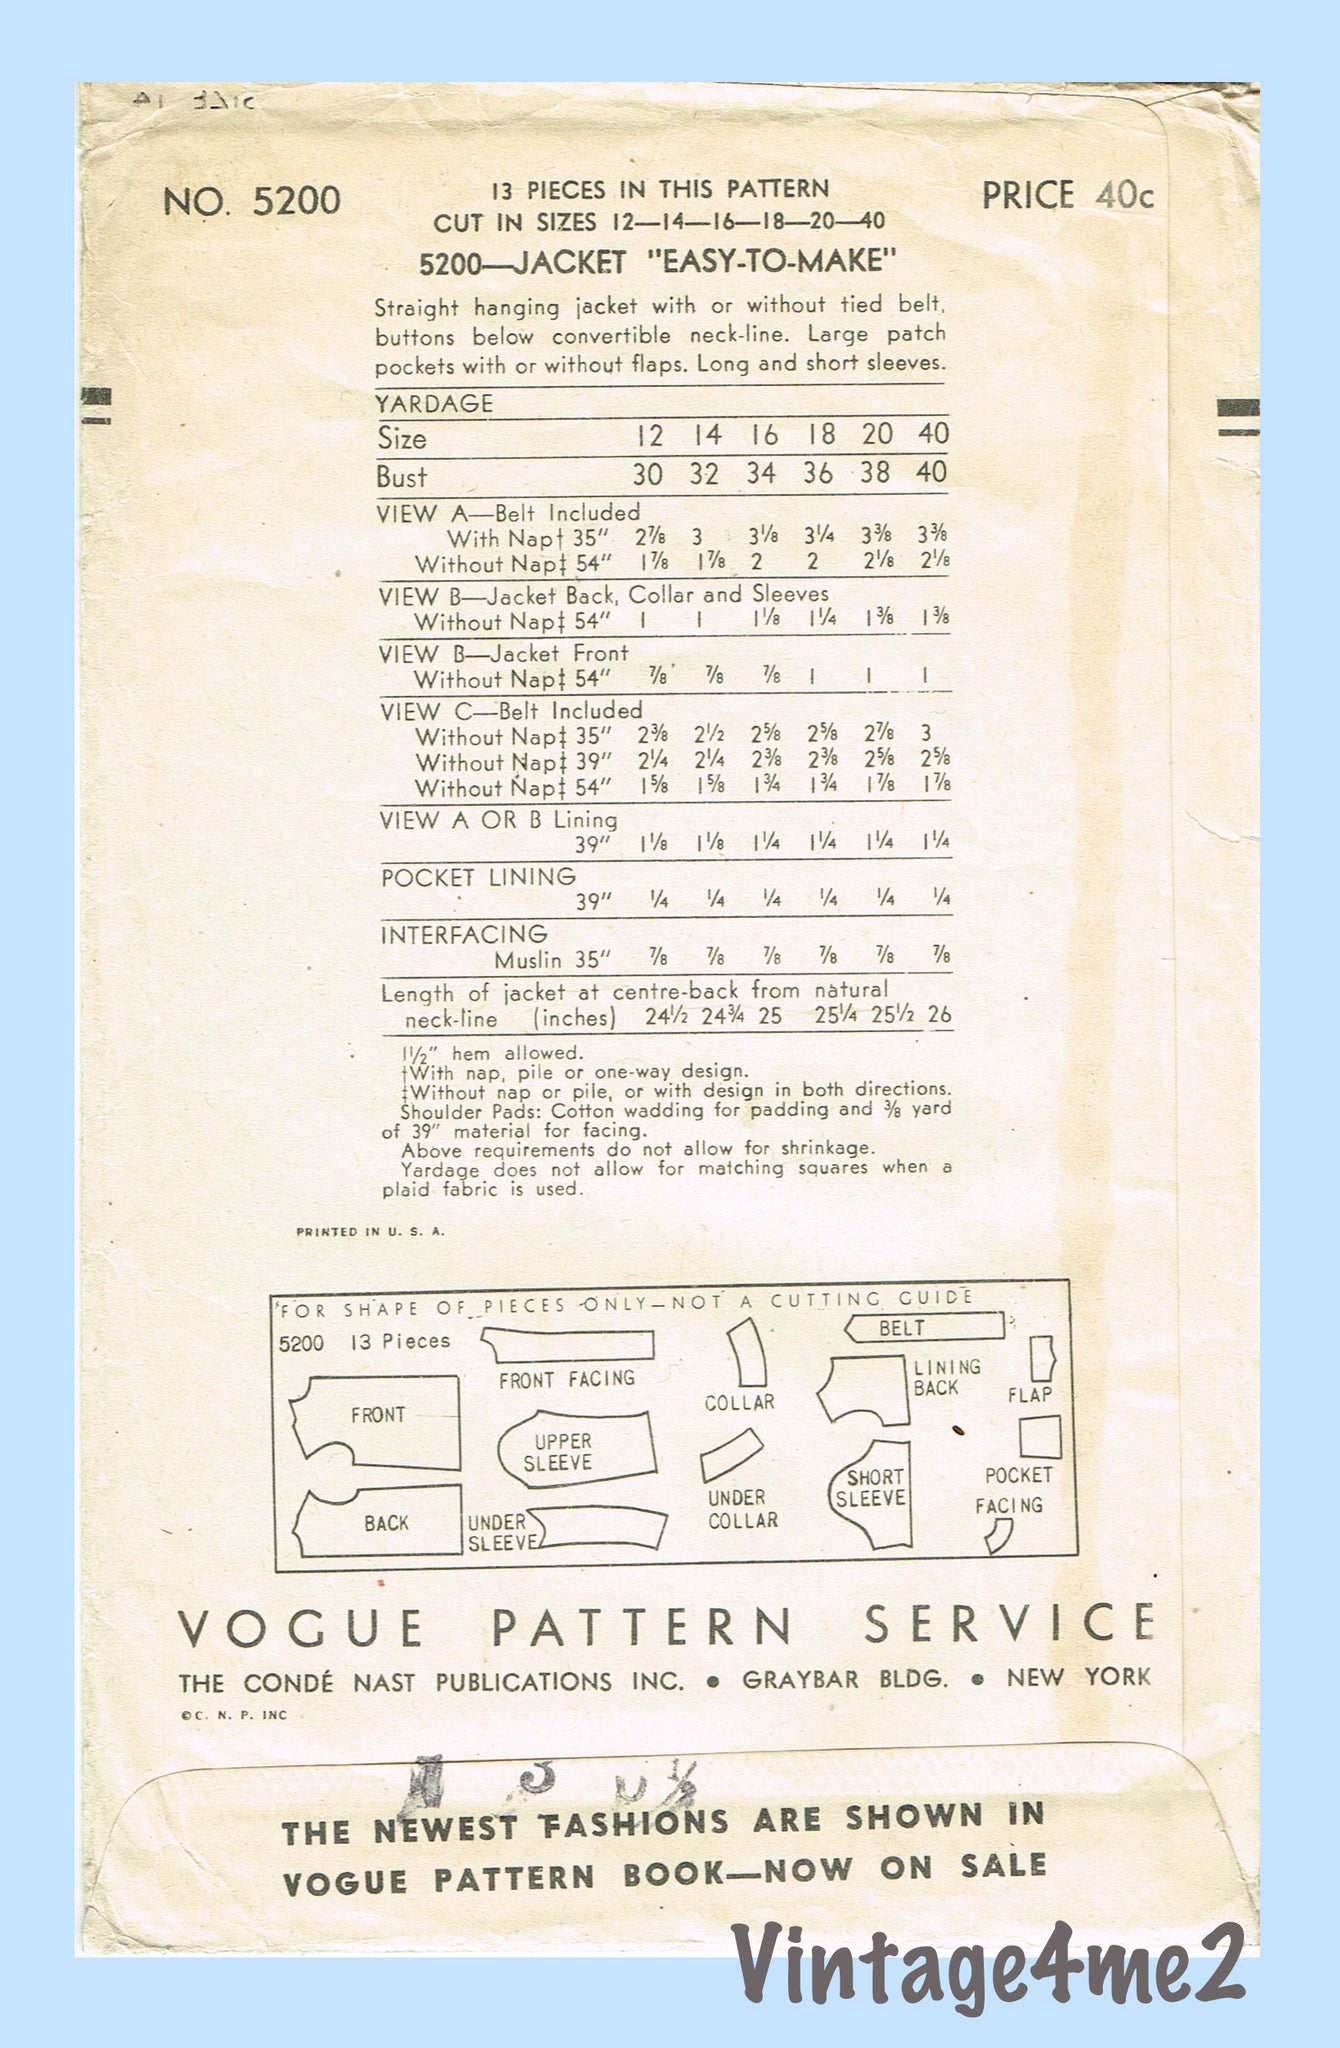 NO. 5200
13 PIECES IN THIS PATTERN
PRICE 40c
CUT IN SIZES 12—14—16—18—20—40
5200—JACKET "EASY-TO-MAKE"
Straight hanging jacket with or without tied belt,
buttons below convertible neck-line. Large patch
pockets with or without flaps. Long and short sleeves.
YARDAGE
Size 12 14 16 18 20 40
Bust 30 32 34 36 38 40
VIEW A—Belt Included
With Nap† 35" 2⅞ 3 3⅛ 3¼ 3⅜ 3⅜
Without Nap‡ 54" 1⅞ 1⅞ 2 2 2⅛ 2⅛
VIEW B—Jacket Back, Collar and Sleeves
Without Nap‡ 54" 1 1 1⅛ 1¼ 1⅜ 1⅜
VIEW B—Jacket Front
Without Nap‡ 54" ⅞ ⅞ ⅞ 1 1 1
VIEW C—Belt Included
Without Nap‡ 35" 2⅜ 2½ 2⅝ 2⅝ 2⅞ 3
Without Nap‡ 39" 2¼ 2¼ 2⅜ 2⅜ 2⅝ 2⅝
Without Nap‡ 54" 1⅝ 1⅝ 1¾ 1¾ 1⅞ 1⅞
VIEW A OR B Lining
39" 1⅛ 1⅛ 1¼ 1¼ 1¼ 1¼
POCKET LINING
39" ¼ ¼ ¼ ¼ ¼ ¼
INTERFACING
Muslin 35" ⅞ ⅞ ⅞ ⅞ ⅞ ⅞
Length of jacket at centre-back from natural
neck-line (inches) 24½ 24¾ 25 25¼ 25½ 26
1½" hem allowed.
†With nap, pile or one-way design.
‡Without nap or pile, or with design in both directions.
Shoulder Pads: Cotton wadding for padding and ⅜ yard
of 39" material for facing.
Above requirements do not allow for shrinkage.
Yardage does not allow for matching squares when a
plaid fabric is used.
PRINTED IN U. S. A.
FOR SHAPE OF PIECES ONLY—NOT A CUTTING GUIDE
5200 13 Pieces
FRONT
BACK
FRONT FACING
UPPER
SLEEVE
UNDER
SLEEVE
COLLAR
UNDER
COLLAR
BELT
LINING
BACK
SHORT
SLEEVE
FLAP
POCKET
FACING
VOGUE PATTERN SERVICE
THE CONDÉ NAST PUBLICATIONS INC. • GRAYBAR BLDG. • NEW YORK
©C. N. P. INC
THE NEWEST FASHIONS ARE SHOWN IN
VOGUE PATTERN BOOK—NOW ON SALE
Vintage4me2